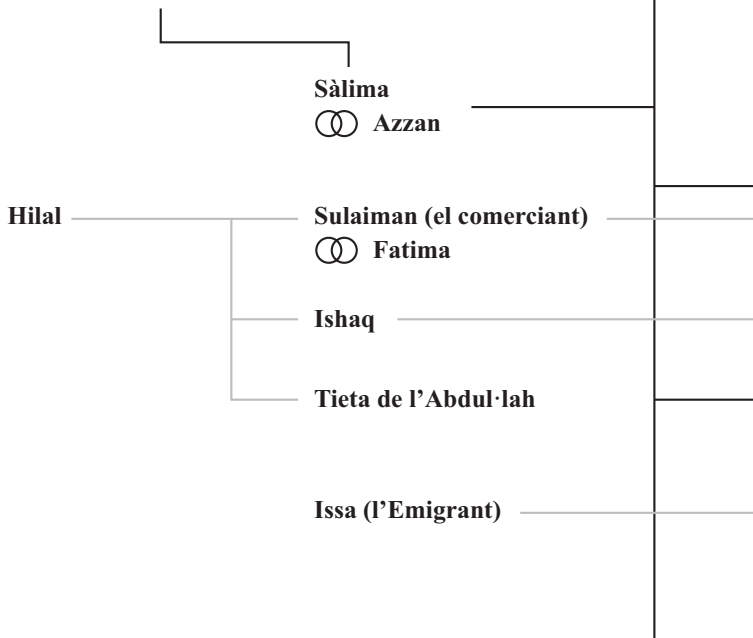 Sàlima
Azzan
Hilal
Sulaiman (el comerciant)
Fatima
Ishaq
Tieta de l’Abdul·lah
Issa (l’Emigrant)